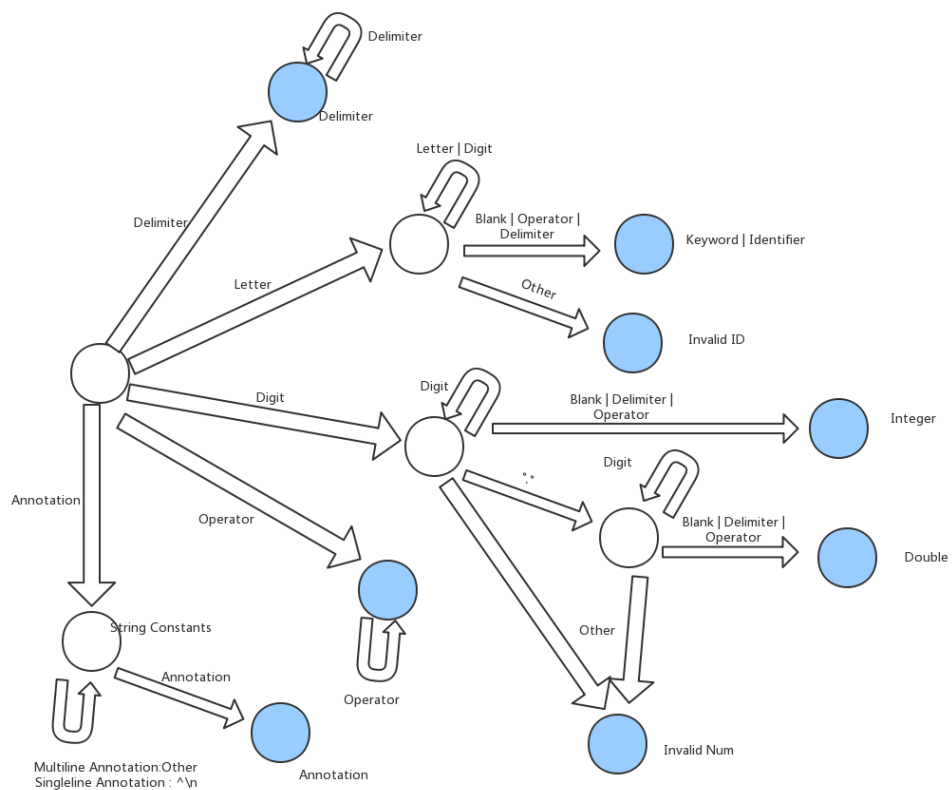 Delimiter
Delimiter
Letter | Digit
Delimiter
Blank | Operator |
Delimiter
Keyword | Identifier
Letter
Other
Invalid ID
Digit
Digit
Blank | Delimiter |
Operator
Integer
Annotation
Operator
"."
Digit
Blank | Delimiter |
Operator
Double
String Constants
Other
Annotation
Operator
Invalid Num
Multiline Annotation:Other
Singleline Annotation : ^\n
Annotation